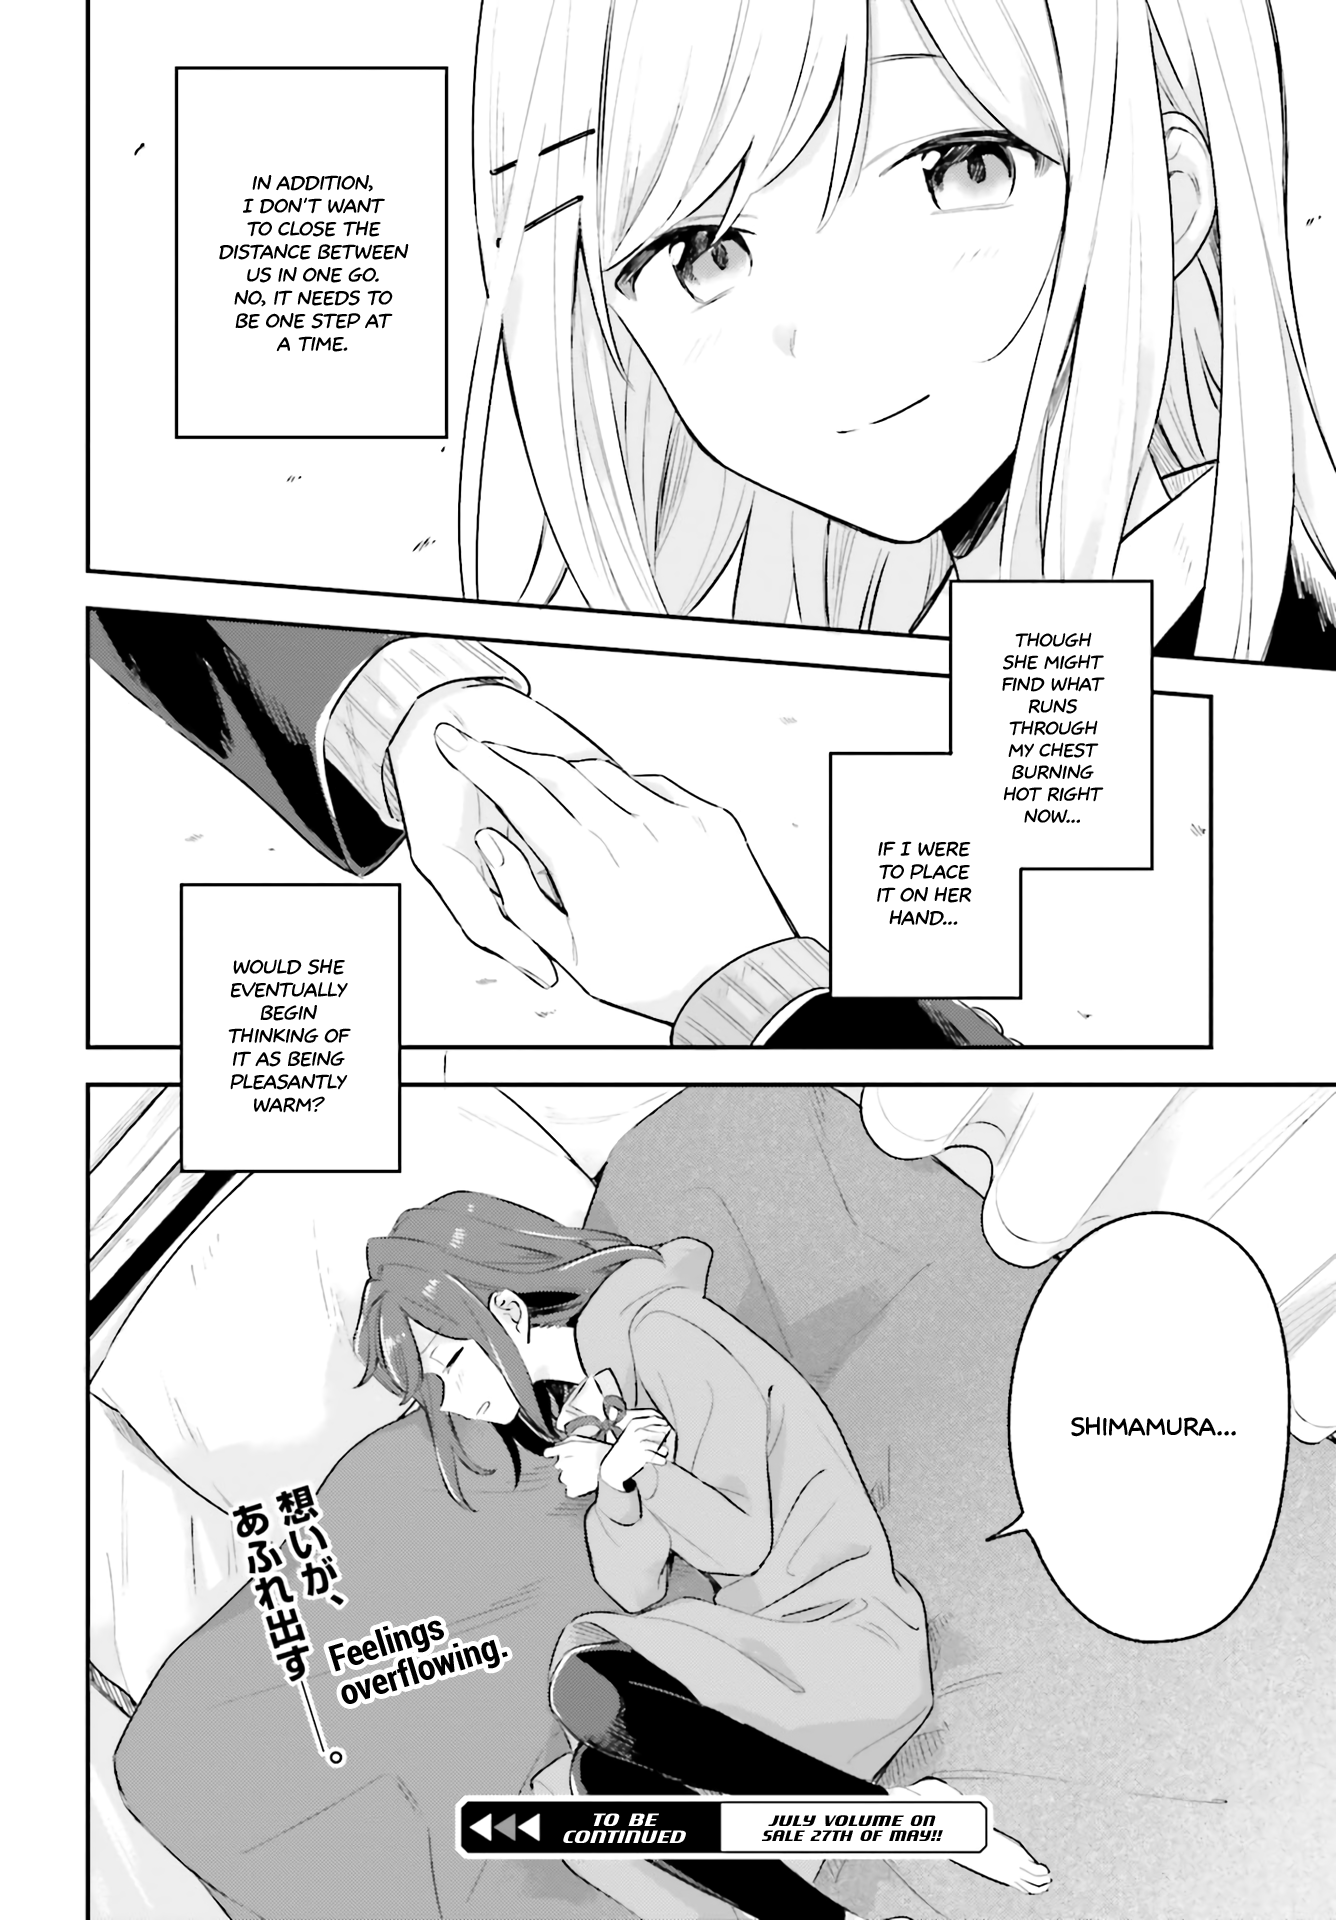 IN ADDITION,
I DON'T WANT
TO CLOSE THE
DISTANCE BETWEEN
US IN ONE GO.
NO, IT NEEDS TO
BE ONE STEP AT
A TIME.
THOUGH
SHE MIGHT
FIND WHAT
RUNS
THROUGH
MY CHEST
BURNING
HOT RIGHT
NOW...
IF I WERE
TO PLACE
IT ON HER
HAND...
WOULD SHE
EVENTUALLY
BEGIN
THINKING OF
IT AS BEING
PLEASANTLY
WARM?
SHIMAMURA...
想いが、
あふれ出す──。
Feelings
overflowing.
TO BE
CONTINUED
JULY VOLUME ON
SALE 27TH OF MAY!!